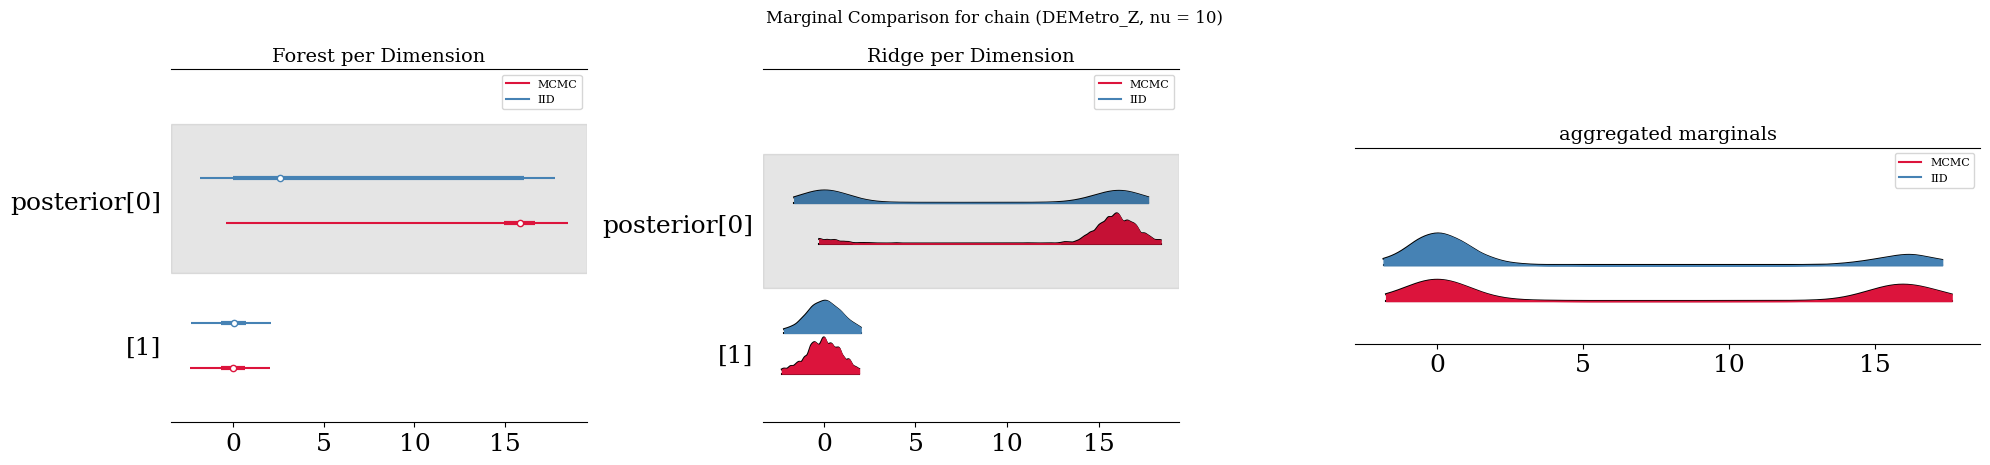 Marginal Comparison for chain (DEMetro_Z, nu = 10)
Forest per Dimension
MCMC
IID
posterior[0]
[1]
0 5 10 15
Ridge per Dimension
MCMC
IID
posterior[0]
[1]
0 5 10 15
aggregated marginals
MCMC
IID
0 5 10 15